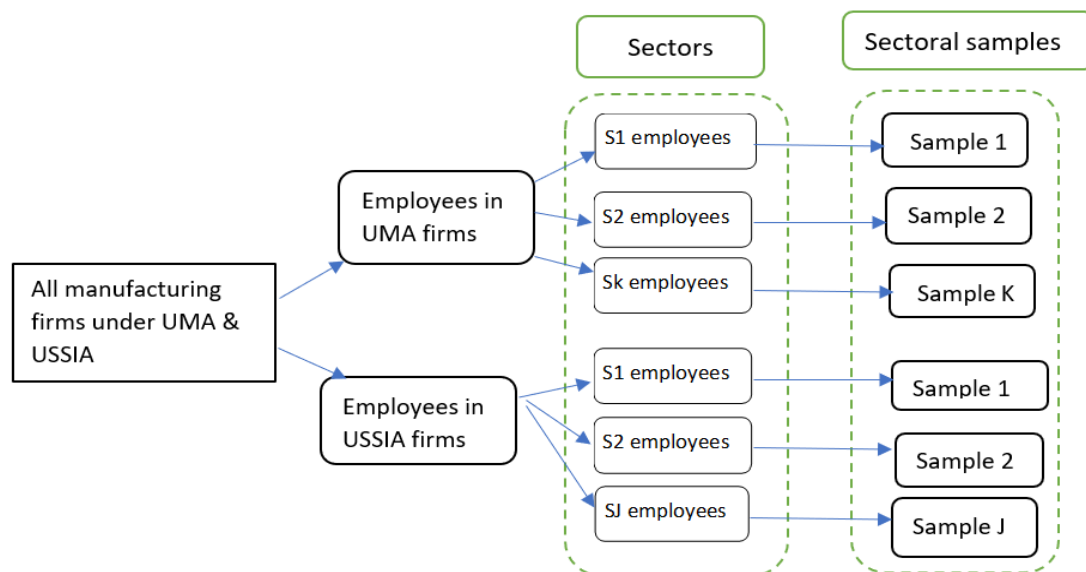 Sectors
Sectoral samples
S1 employees
Sample 1
Employees in
UMA firms
S2 employees
Sample 2
Sk employees
Sample K
All manufacturing
firms under UMA &
USSIA
S1 employees
Sample 1
Employees in
USSIA firms
S2 employees
Sample 2
SJ employees
Sample J